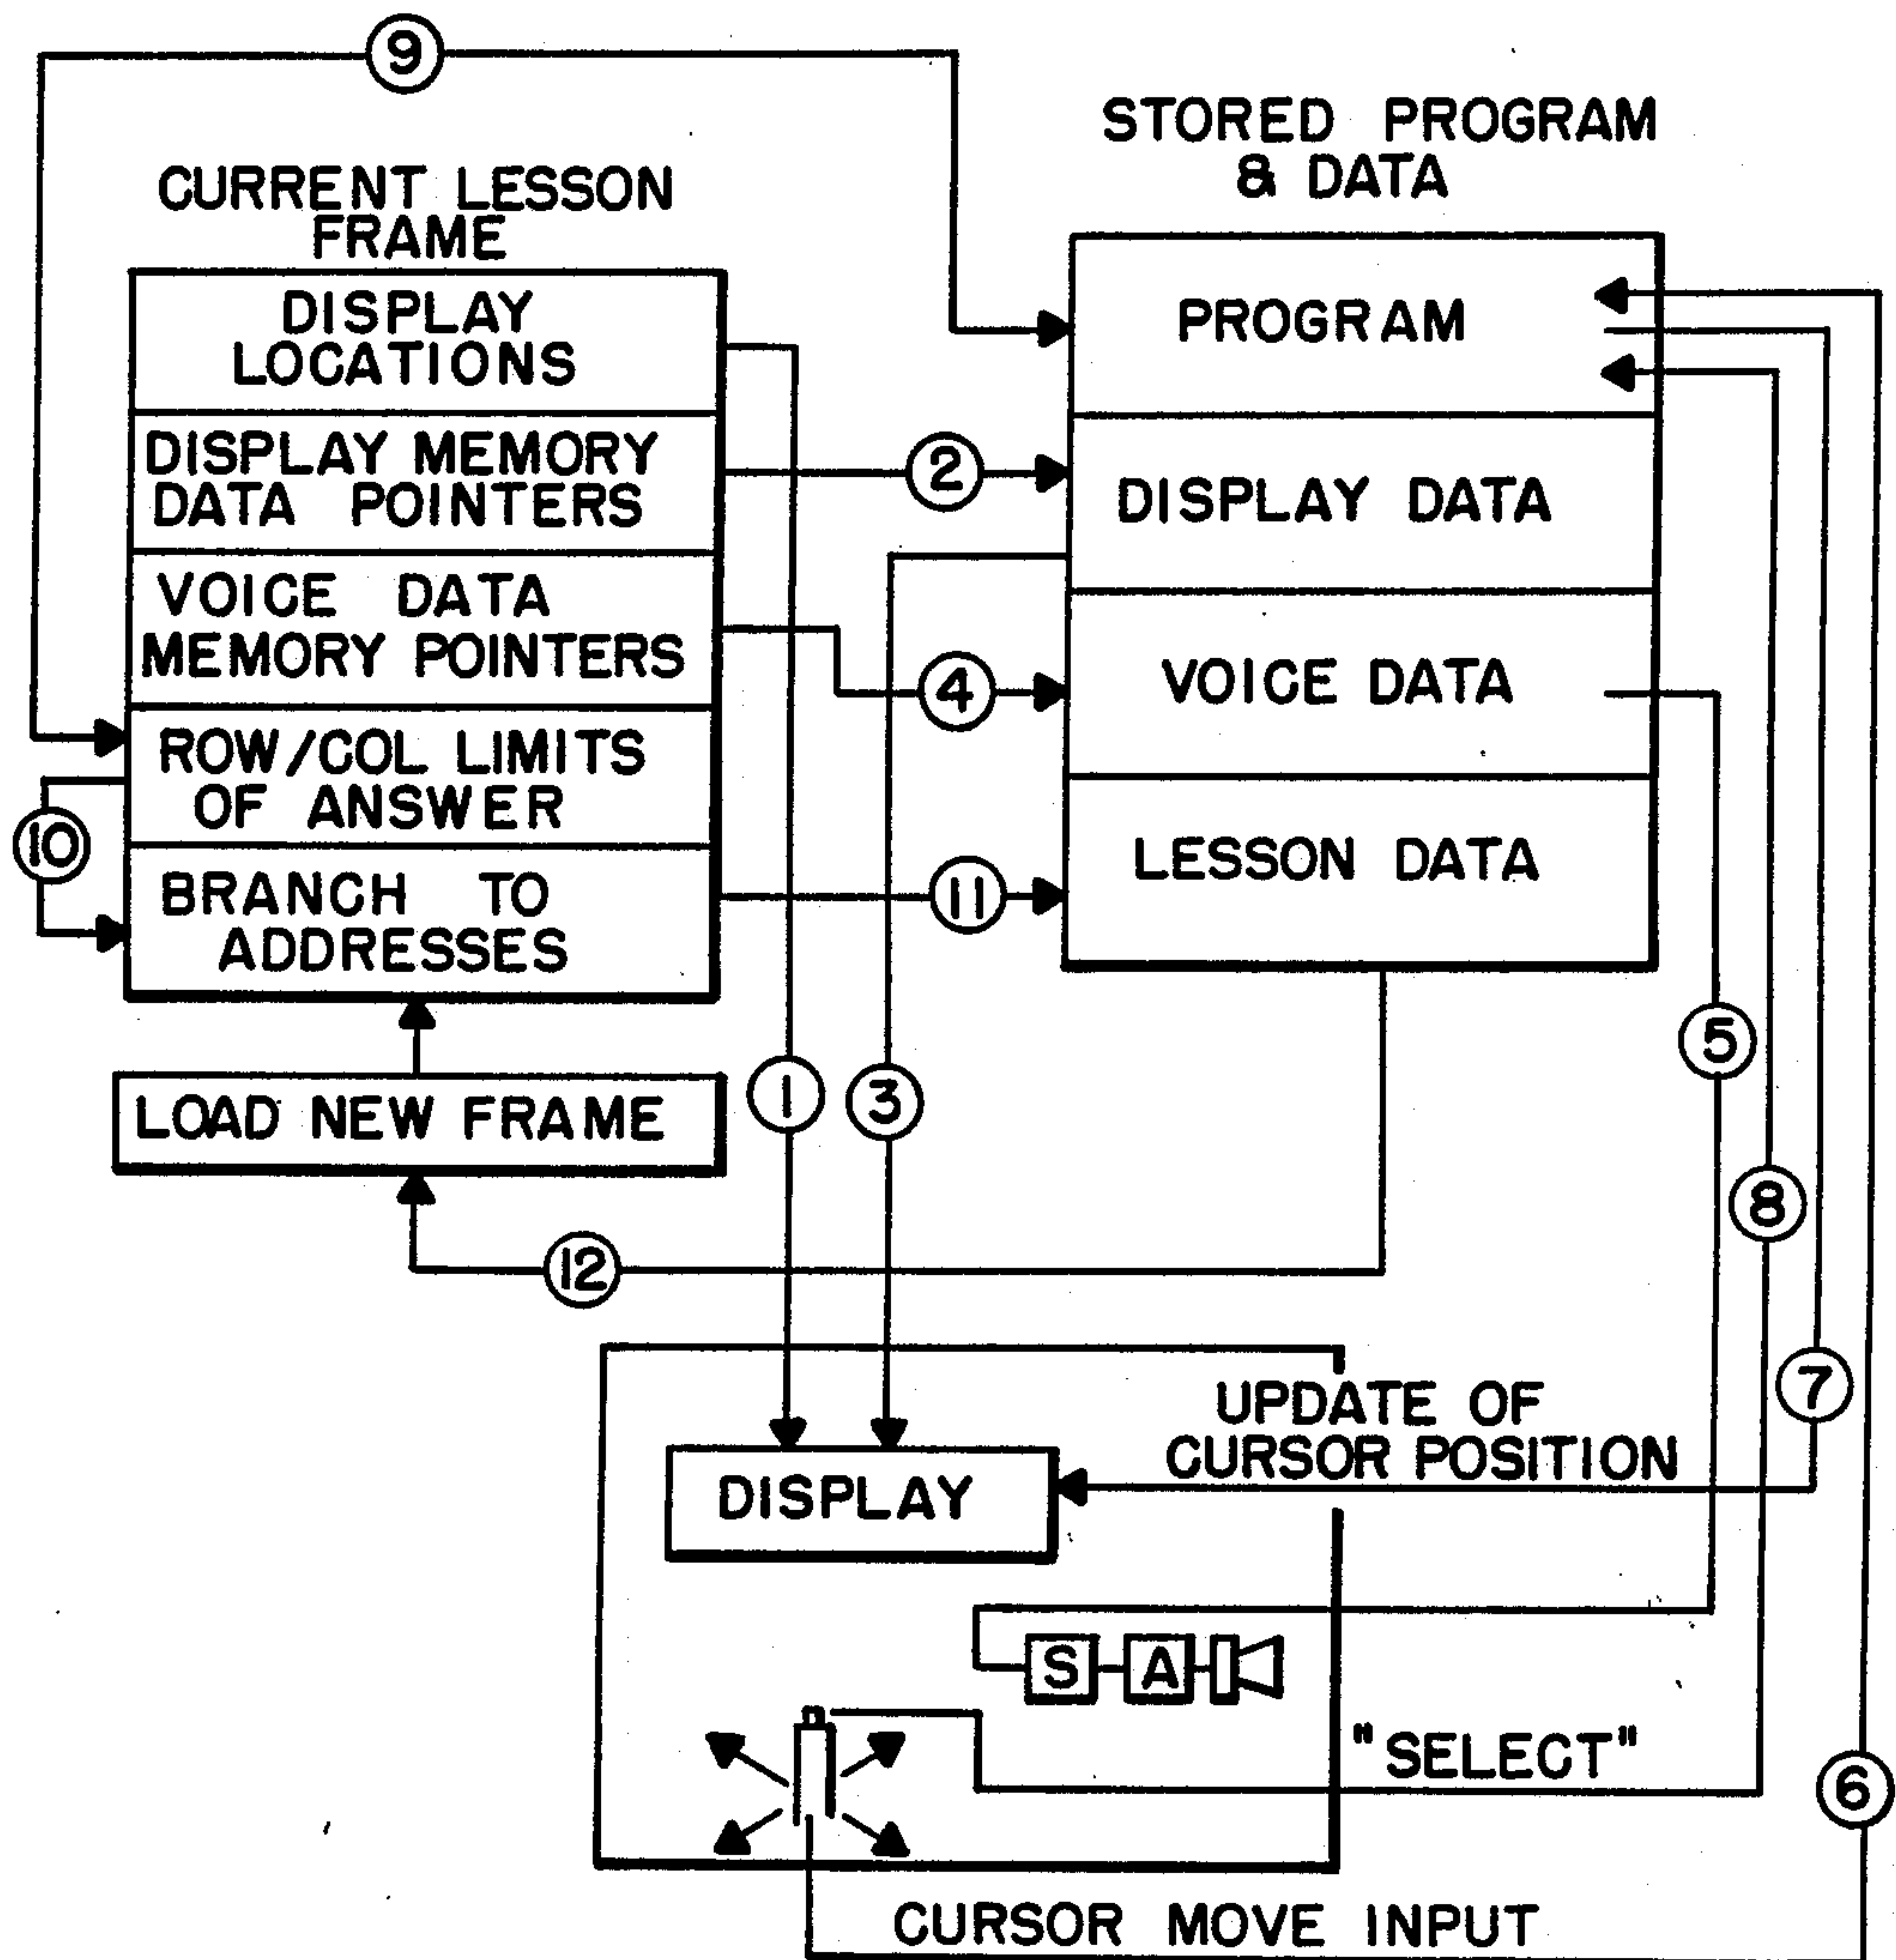 9
STORED PROGRAM
& DATA
CURRENT LESSON
FRAME
DISPLAY
LOCATIONS
DISPLAY MEMORY
DATA POINTERS
VOICE DATA
MEMORY POINTERS
ROW/COL LIMITS
OF ANSWER
BRANCH TO
ADDRESSES
10
2
4
11
PROGRAM
DISPLAY DATA
VOICE DATA
LESSON DATA
LOAD NEW FRAME
1
3
5
8
12
7
UPDATE OF
CURSOR POSITION
DISPLAY
S
A
"SELECT"
6
CURSOR MOVE INPUT